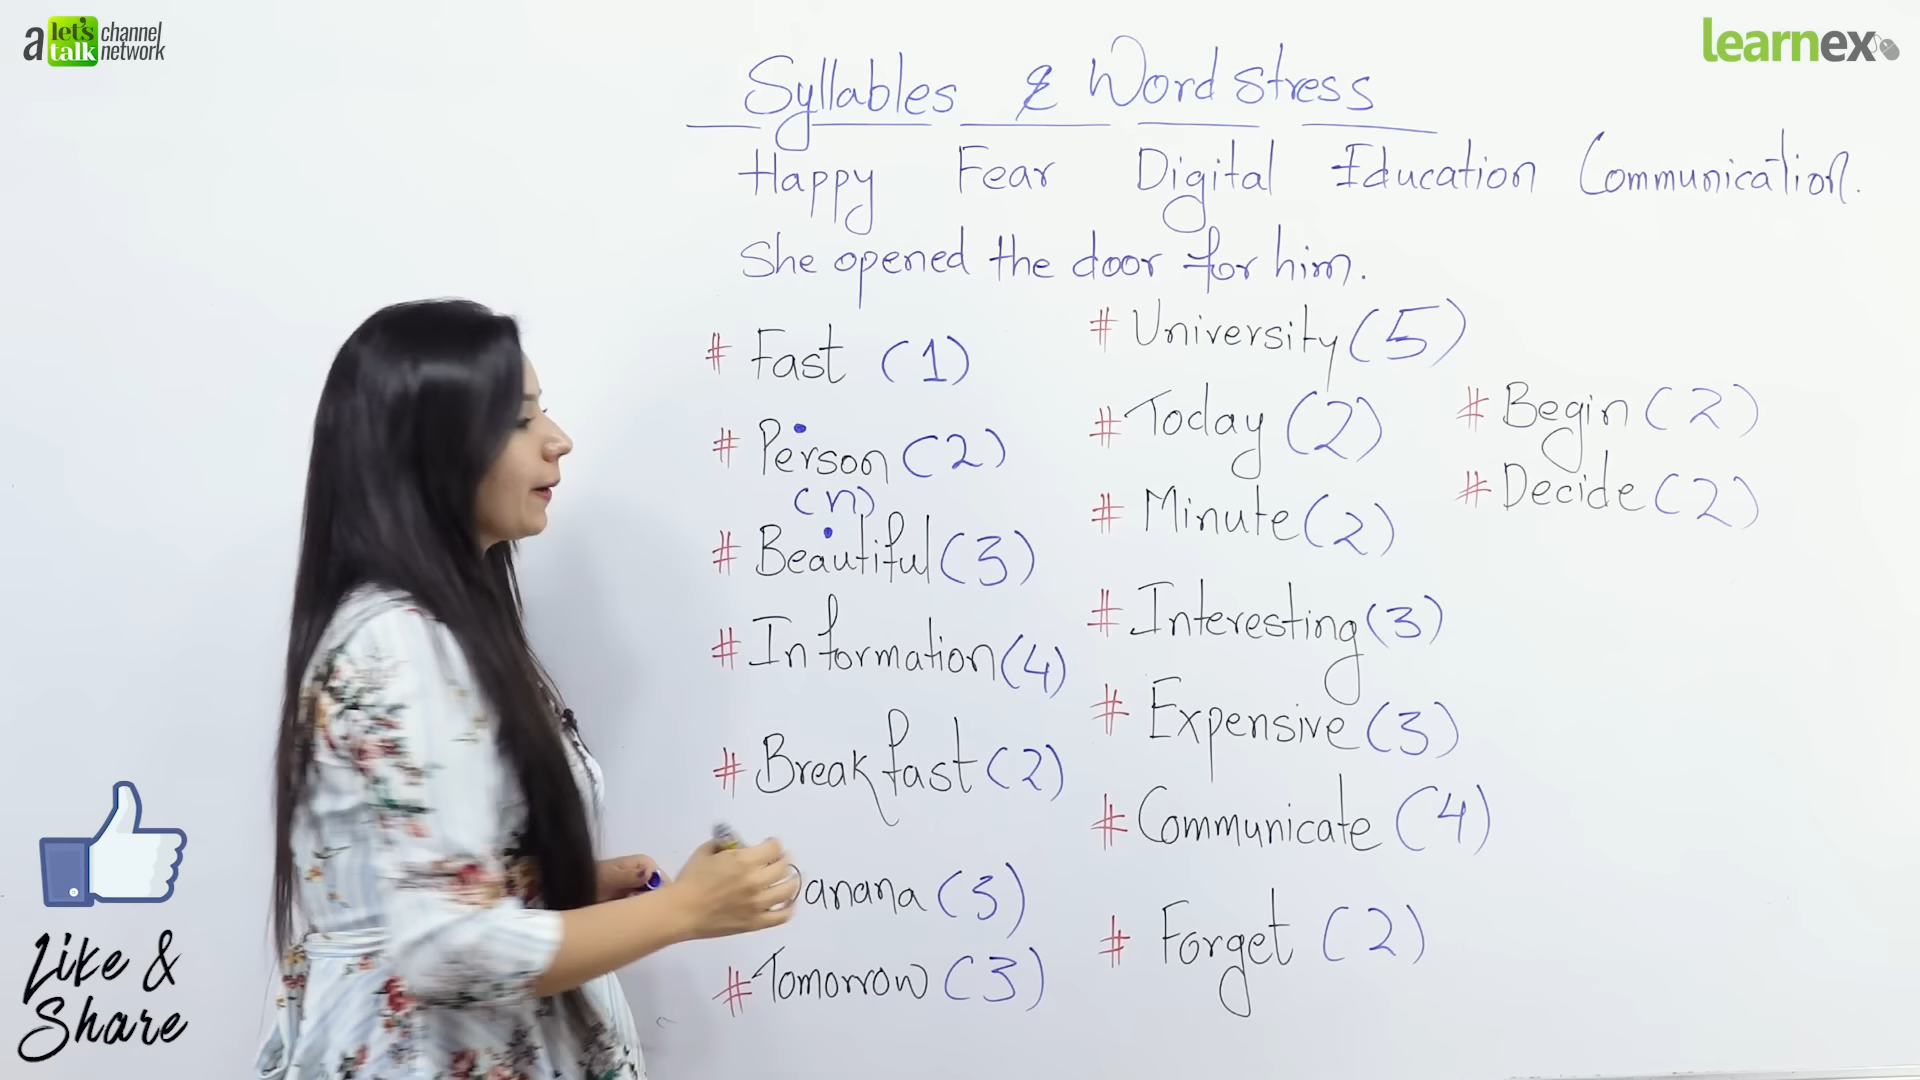 a let's talk channel network
learnex
Syllables & Word stress
Happy Fear Digital Education Communication.
She opened the door for him.
# Fast (1)
# Person (2)
(n)
# Beautiful (3)
# Information (4)
# Breakfast (2)
anana (3)
# Tomorrow (3)
# University (5)
# Today (2)
# Minute (2)
# Interesting (3)
# Expensive (3)
# Communicate (4)
# Forget (2)
# Begin (2)
# Decide (2)
Like &
Share